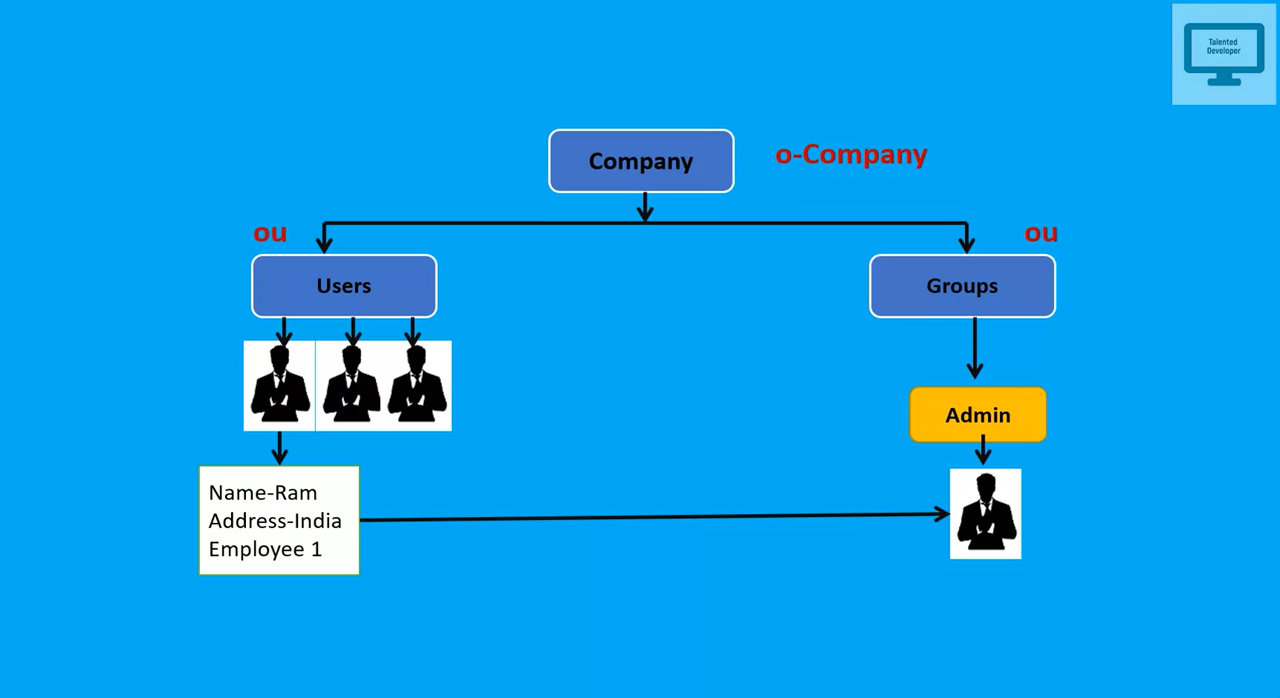 Talented
Developer
Company
o-Company
ou
ou
Users
Groups
Admin
Name-Ram
Address-India
Employee 1